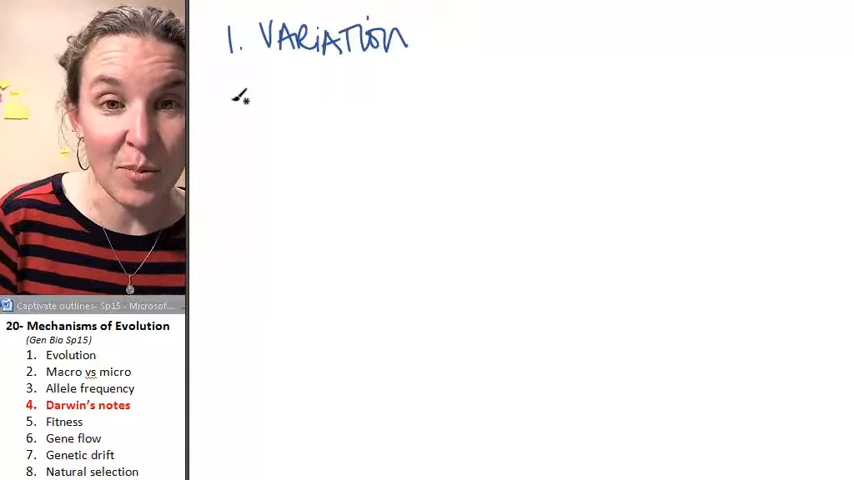 1. VARiATiON
Captivate outlines- Sp15 - Microsof...
20- Mechanisms of Evolution
(Gen Bio Sp15)
1. Evolution
2. Macro vs micro
3. Allele frequency
4. Darwin's notes
5. Fitness
6. Gene flow
7. Genetic drift
8. Natural selection